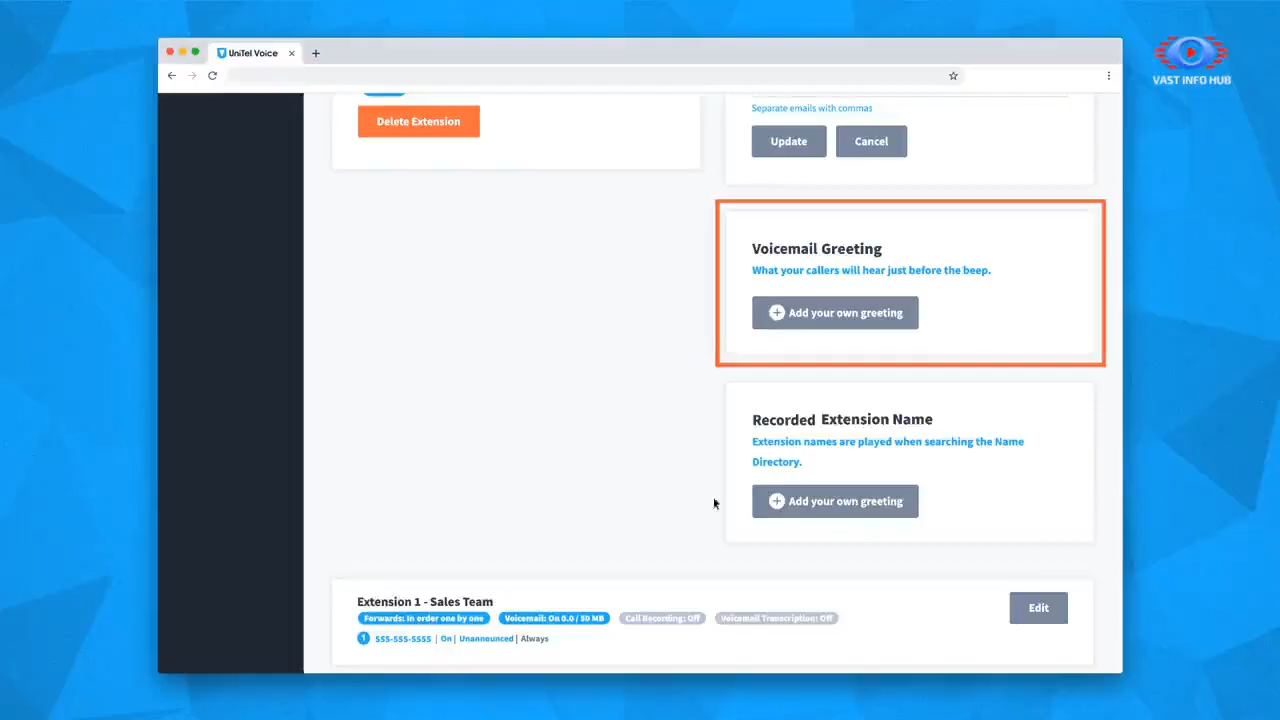 UniTel Voice
VAST INFO HUB
Delete Extension
Separate emails with commas
Update
Cancel
Voicemail Greeting
What your callers will hear just before the beep.
Add your own greeting
Recorded Extension Name
Extension names are played when searching the Name
Directory.
Add your own greeting
Extension 1 - Sales Team
Forwards: In order one by one
Voicemail: On 0.0 / 50 MB
Call Recording: Off
Voicemail Transcription: Off
Edit
1 555-555-5555 | On | Unannounced | Always